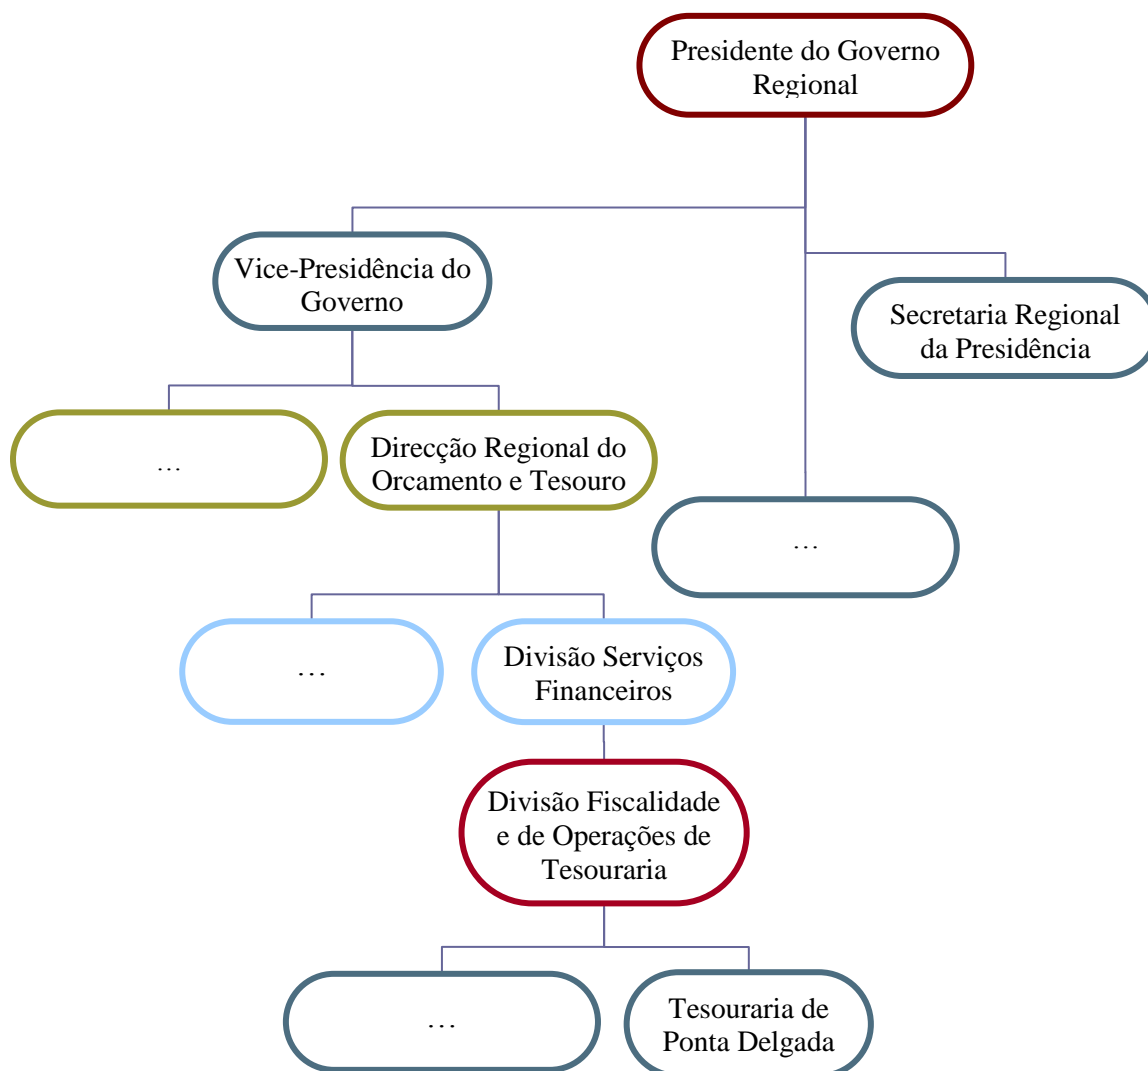 Presidente do Governo
Regional
Vice-Presidência do
Governo
Secretaria Regional
da Presidência
…
Direcção Regional do
Orcamento e Tesouro
…
…
Divisão Serviços
Financeiros
Divisão Fiscalidade
e de Operações de
Tesouraria
…
Tesouraria de
Ponta Delgada